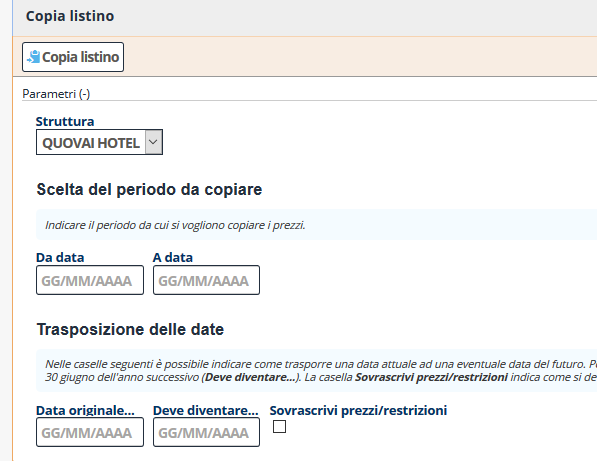 Copia listino
Copia listino
Parametri (-)
Struttura
QUOVAI HOTEL
Scelta del periodo da copiare
Indicare il periodo da cui si vogliono copiare i prezzi.
Da data A data
GG/MM/AAAA GG/MM/AAAA
Trasposizione delle date
Nelle caselle seguenti è possibile indicare come trasporre una data attuale ad una eventuale data del futuro.
30 giugno dell'anno successivo (Deve diventare...). La casella Sovrascrivi prezzi/restrizioni indica come si de
Data originale... Deve diventare... Sovrascrivi prezzi/restrizioni
GG/MM/AAAA GG/MM/AAAA